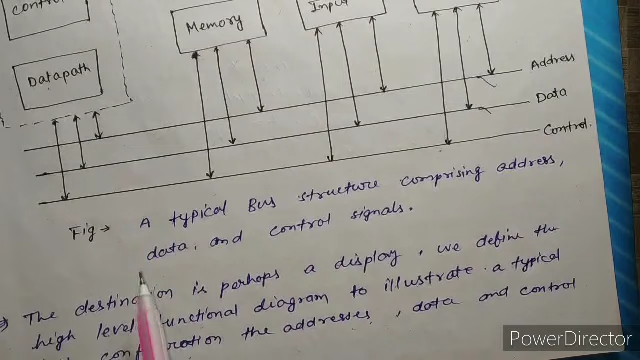 control
Datapath
Memory
Input
Address
Data
Control.
Fig → A typical Bus structure comprising address,
data, and control signals.
⇒ The destination is perhaps a display. we define the
high level functional diagram to illustrate a typical
the addresses, data and control
PowerDirector